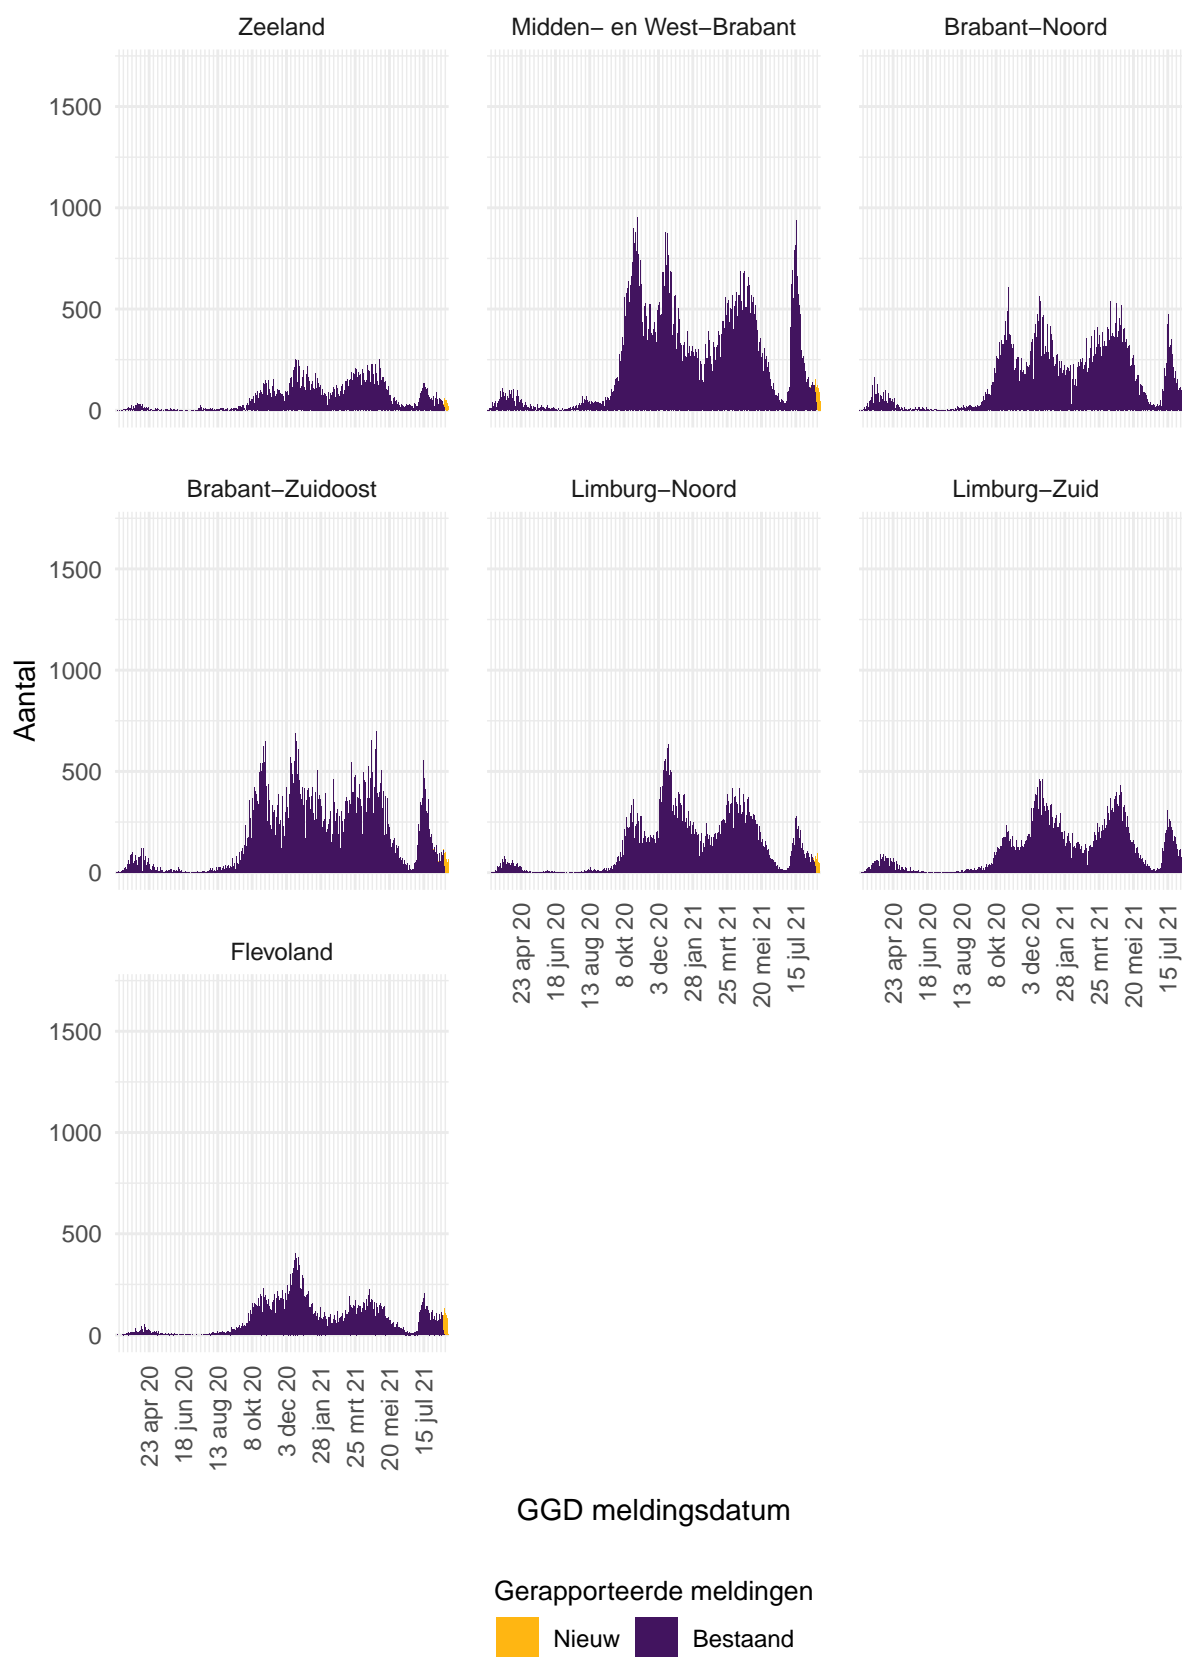 Zeeland
Midden− en West−Brabant
Brabant−Noord
1500
1000
500
0
Brabant−Zuidoost
Limburg−Noord
Limburg−Zuid
1500
1000
500
0
Aantal
23 apr 20
18 jun 20
13 aug 20
8 okt 20
3 dec 20
28 jan 21
25 mrt 21
20 mei 21
15 jul 21
23 apr 20
18 jun 20
13 aug 20
8 okt 20
3 dec 20
28 jan 21
25 mrt 21
20 mei 21
15 jul 21
Flevoland
1500
1000
500
0
23 apr 20
18 jun 20
13 aug 20
8 okt 20
3 dec 20
28 jan 21
25 mrt 21
20 mei 21
15 jul 21
GGD meldingsdatum
Gerapporteerde meldingen
Nieuw
Bestaand